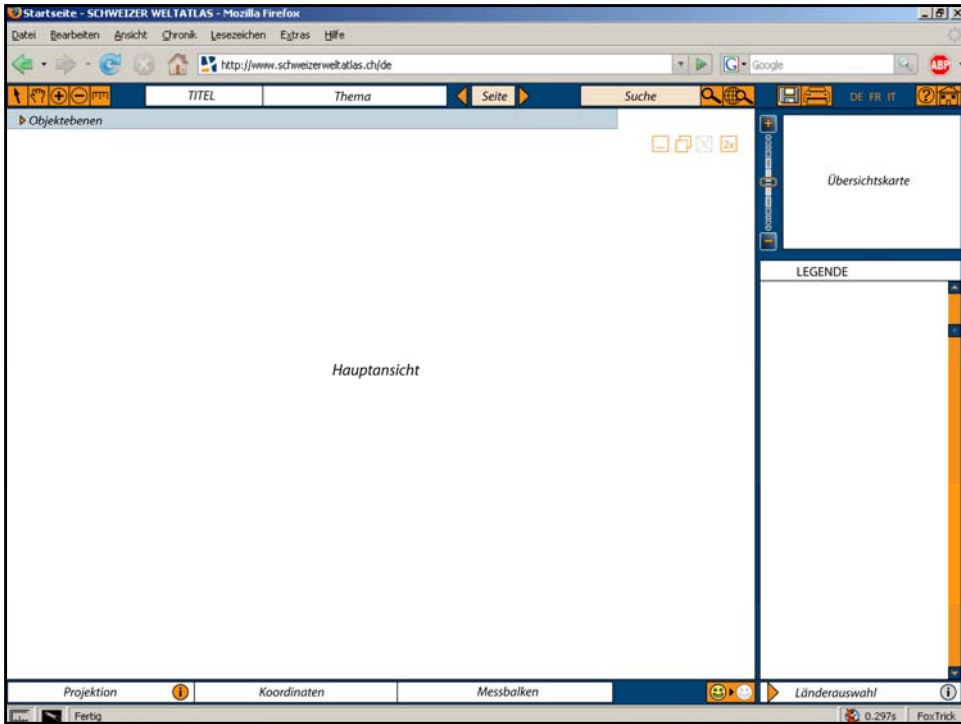 Startseite - SCHWEIZER WELTATLAS - Mozilla Firefox
Datei Bearbeiten Ansicht Chronik Lesezeichen Extras Hilfe
http://www.schweizerweltatlas.ch/de G Google ABP
TITEL Thema Seite Suche DE FR IT ?
Objektebenen
2x
Übersichtskarte
LEGENDE
Hauptansicht
Projektion i Koordinaten Messbalken Länderauswahl i
Fertig 0.297s FoxTrick